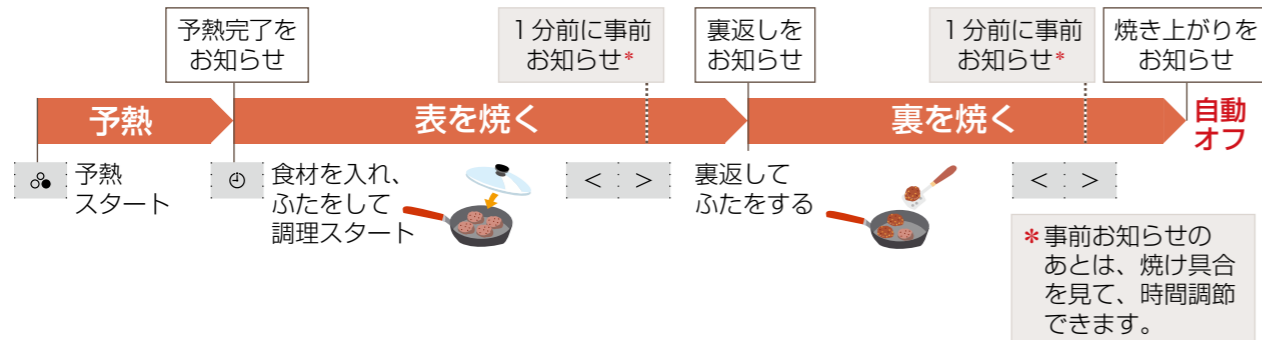 予熱完了を
お知らせ
1分前に事前
お知らせ*
裏返しを
お知らせ
1分前に事前
お知らせ*
焼き上がりを
お知らせ
予熱
表を焼く
裏を焼く
自動
オフ
予熱
スタート
食材を入れ、
ふたをして
調理スタート
< >
裏返して
ふたをする
< >
*事前お知らせの
あとは、焼け具合
を見て、時間調節
できます。